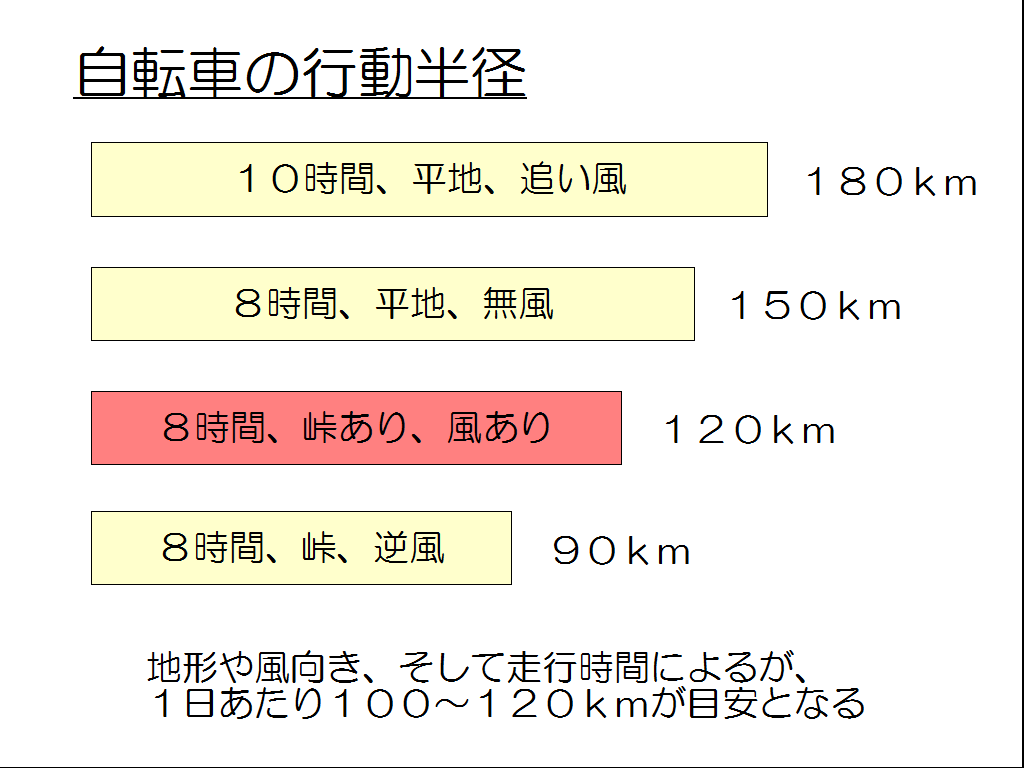 自転車の行動半径
１０時間、平地、追い風
１８０ｋｍ
８時間、平地、無風
１５０ｋｍ
８時間、峠あり、風あり
１２０ｋｍ
８時間、峠、逆風
９０ｋｍ
地形や風向き、そして走行時間によるが、
１日あたり１００～１２０ｋｍが目安となる